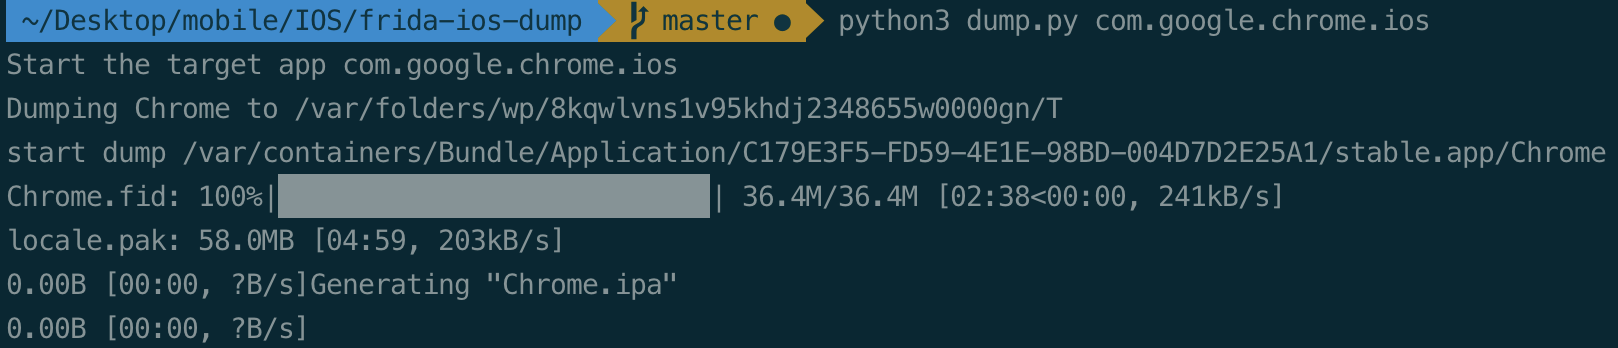 ~/Desktop/mobile/IOS/frida-ios-dump master ● python3 dump.py com.google.chrome.ios
Start the target app com.google.chrome.ios
Dumping Chrome to /var/folders/wp/8kqwlvns1v95khdj2348655w0000gn/T
start dump /var/containers/Bundle/Application/C179E3F5-FD59-4E1E-98BD-004D7D2E25A1/stable.app/Chrome
Chrome.fid: 100%|██████████| 36.4M/36.4M [02:38<00:00, 241kB/s]
locale.pak: 58.0MB [04:59, 203kB/s]
0.00B [00:00, ?B/s]Generating "Chrome.ipa"
0.00B [00:00, ?B/s]